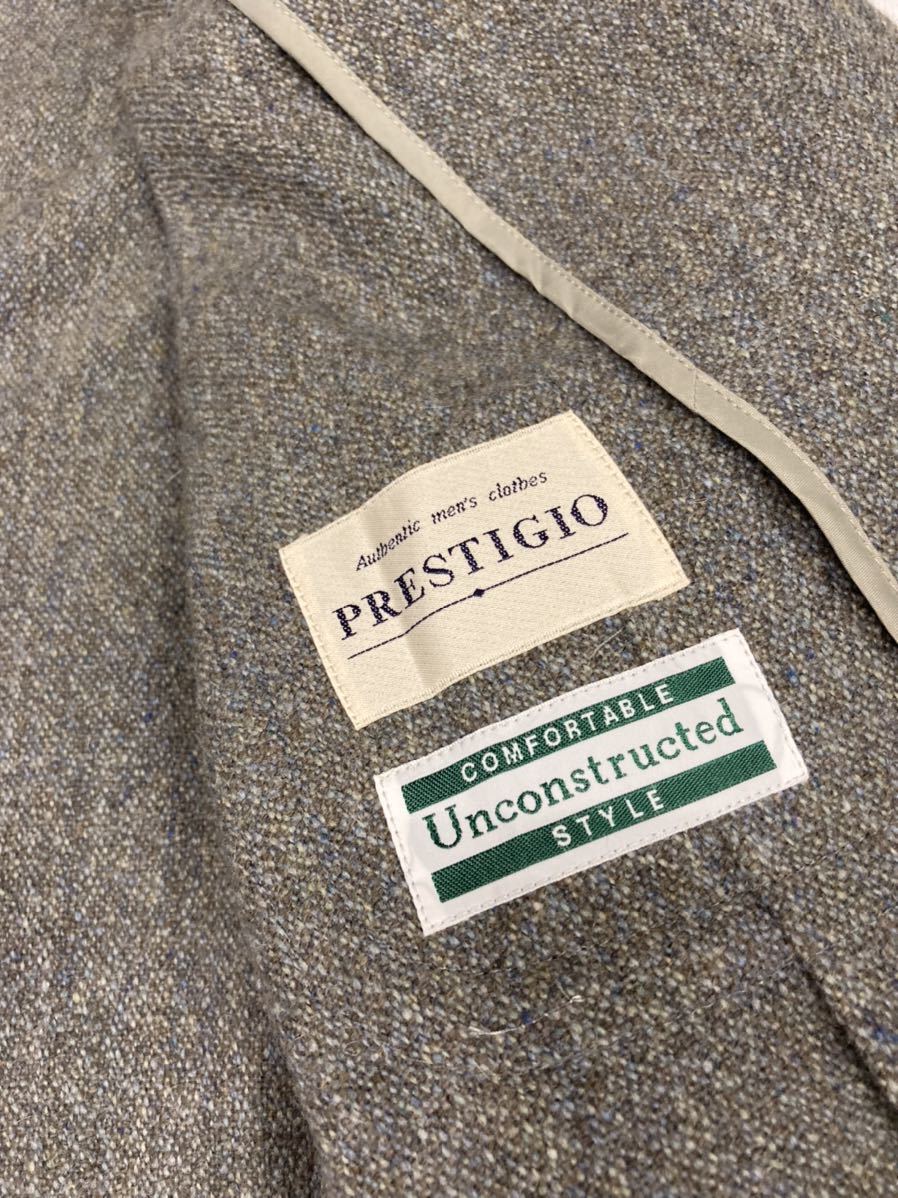 Authentic men's clothes
PRESTIGIO
COMFORTABLE
Unconstructed
STYLE